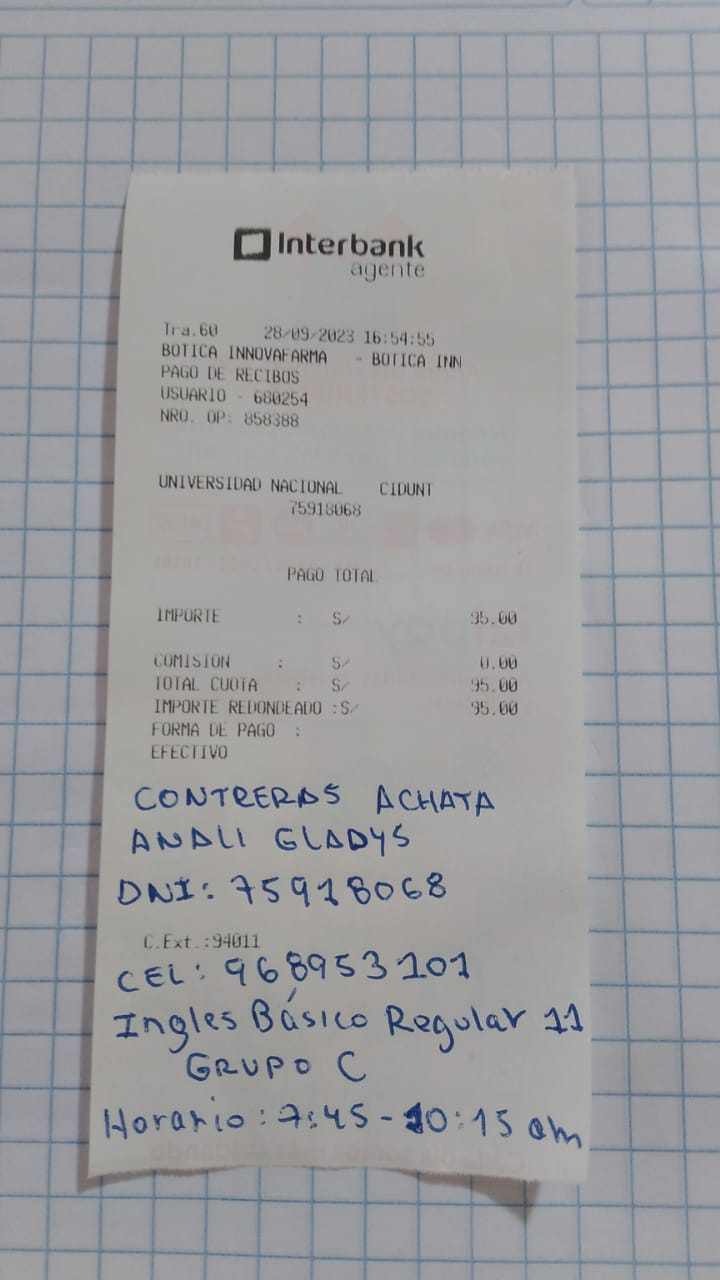 Interbank
agente
Tra.60 28/09/2023 16:54:55
BOTICA INNOVAFARMA - BOTICA INN
PAGO DE RECIBOS
USUARIO - 680254
NRO. OP: 858388
UNIVERSIDAD NACIONAL CIDUNT
75918068
PAGO TOTAL
IMPORTE : S/ 95.00
COMISION : S/ 0.00
TOTAL CUOTA : S/ 95.00
IMPORTE REDONDEADO :S/ 95.00
FORMA DE PAGO :
EFECTIVO
CONTRERAS ACHATA
ANALI GLADYS
DNI: 75918068
C.Ext.:94011
CEL: 968953101
Ingles Básico Regular 11
GRUPO C
Horario: 7:45-10:15 am